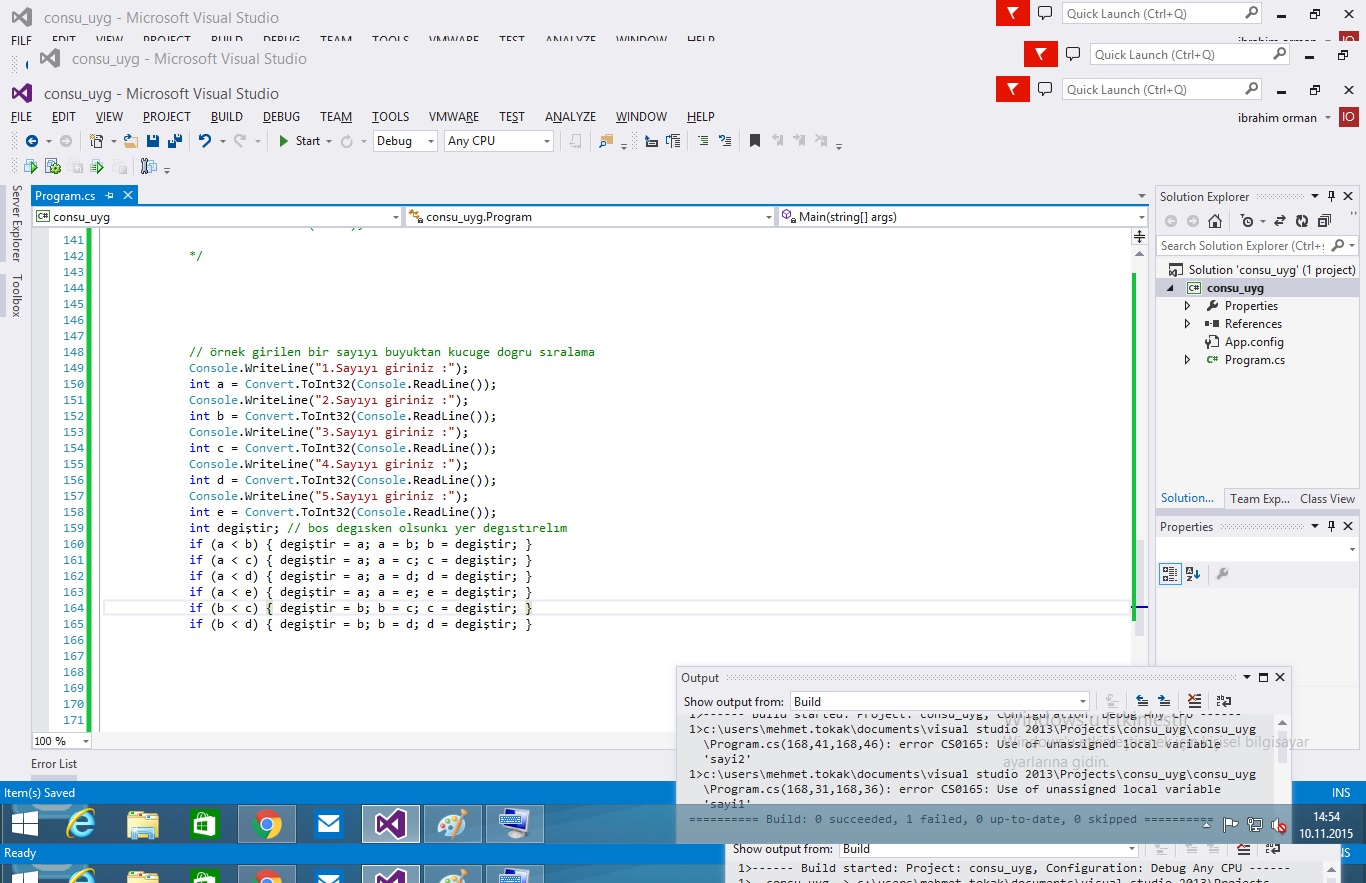 consu_uyg - Microsoft Visual Studio
Quick Launch (Ctrl+Q)
FILE EDIT VIEW PROJECT BUILD DEBUG TEAM TOOLS VMWARE TEST ANALYZE WINDOW HELP
ibrahim orman IO
consu_uyg - Microsoft Visual Studio
Quick Launch (Ctrl+Q)
consu_uyg - Microsoft Visual Studio
Quick Launch (Ctrl+Q)
FILE EDIT VIEW PROJECT BUILD DEBUG TEAM TOOLS VMWARE TEST ANALYZE WINDOW HELP
ibrahim orman IO
Start Debug Any CPU
Server Explorer
Toolbox
Program.cs
consu_uyg
consu_uyg.Program
Main(string[] args)
141
142 */
143
144
145
146
147
148 // örnek girilen bir sayıyı buyuktan kucuge dogru sıralama
149 Console.WriteLine("1.Sayıyı giriniz :");
150 int a = Convert.ToInt32(Console.ReadLine());
151 Console.WriteLine("2.Sayıyı giriniz :");
152 int b = Convert.ToInt32(Console.ReadLine());
153 Console.WriteLine("3.Sayıyı giriniz :");
154 int c = Convert.ToInt32(Console.ReadLine());
155 Console.WriteLine("4.Sayıyı giriniz :");
156 int d = Convert.ToInt32(Console.ReadLine());
157 Console.WriteLine("5.Sayıyı giriniz :");
158 int e = Convert.ToInt32(Console.ReadLine());
159 int degiştir; // bos degısken olsunkı yer degıstırelım
160 if (a < b) { degiştir = a; a = b; b = degiştir; }
161 if (a < c) { degiştir = a; a = c; c = degiştir; }
162 if (a < d) { degiştir = a; a = d; d = degiştir; }
163 if (a < e) { degiştir = a; a = e; e = degiştir; }
164 if (b < c) { degiştir = b; b = c; c = degiştir; }
165 if (b < d) { degiştir = b; b = d; d = degiştir; }
166
167
168
169
170
171
100 %
Error List
Solution Explorer
Search Solution Explorer (Ctrl+
Solution 'consu_uyg' (1 project)
C# consu_uyg
Properties
References
App.config
C# Program.cs
Solution... Team Exp... Class View
Properties
Output
Show output from: Build
1>------ Build started: Project: consu_uyg, Configuration: Debug Any CPU ------
1>c:\users\mehmet.tokak\documents\visual studio 2013\Projects\consu_uyg\consu_uyg
\Program.cs(168,41,168,46): error CS0165: Use of unassigned local variable
'sayi2'
1>c:\users\mehmet.tokak\documents\visual studio 2013\Projects\consu_uyg\consu_uyg
\Program.cs(168,31,168,36): error CS0165: Use of unassigned local variable
'sayi1'
========== Build: 0 succeeded, 1 failed, 0 up-to-date, 0 skipped ==========
Windows'u Etkinleştir
Windows'u etkinleştirmek için kişisel bilgisayar
ayarlarına gidin.
Item(s) Saved
INS
14:54
10.11.2015
Ready
Show output from: Build
1>------ Build started: Project: consu_uyg, Configuration: Debug Any CPU ------